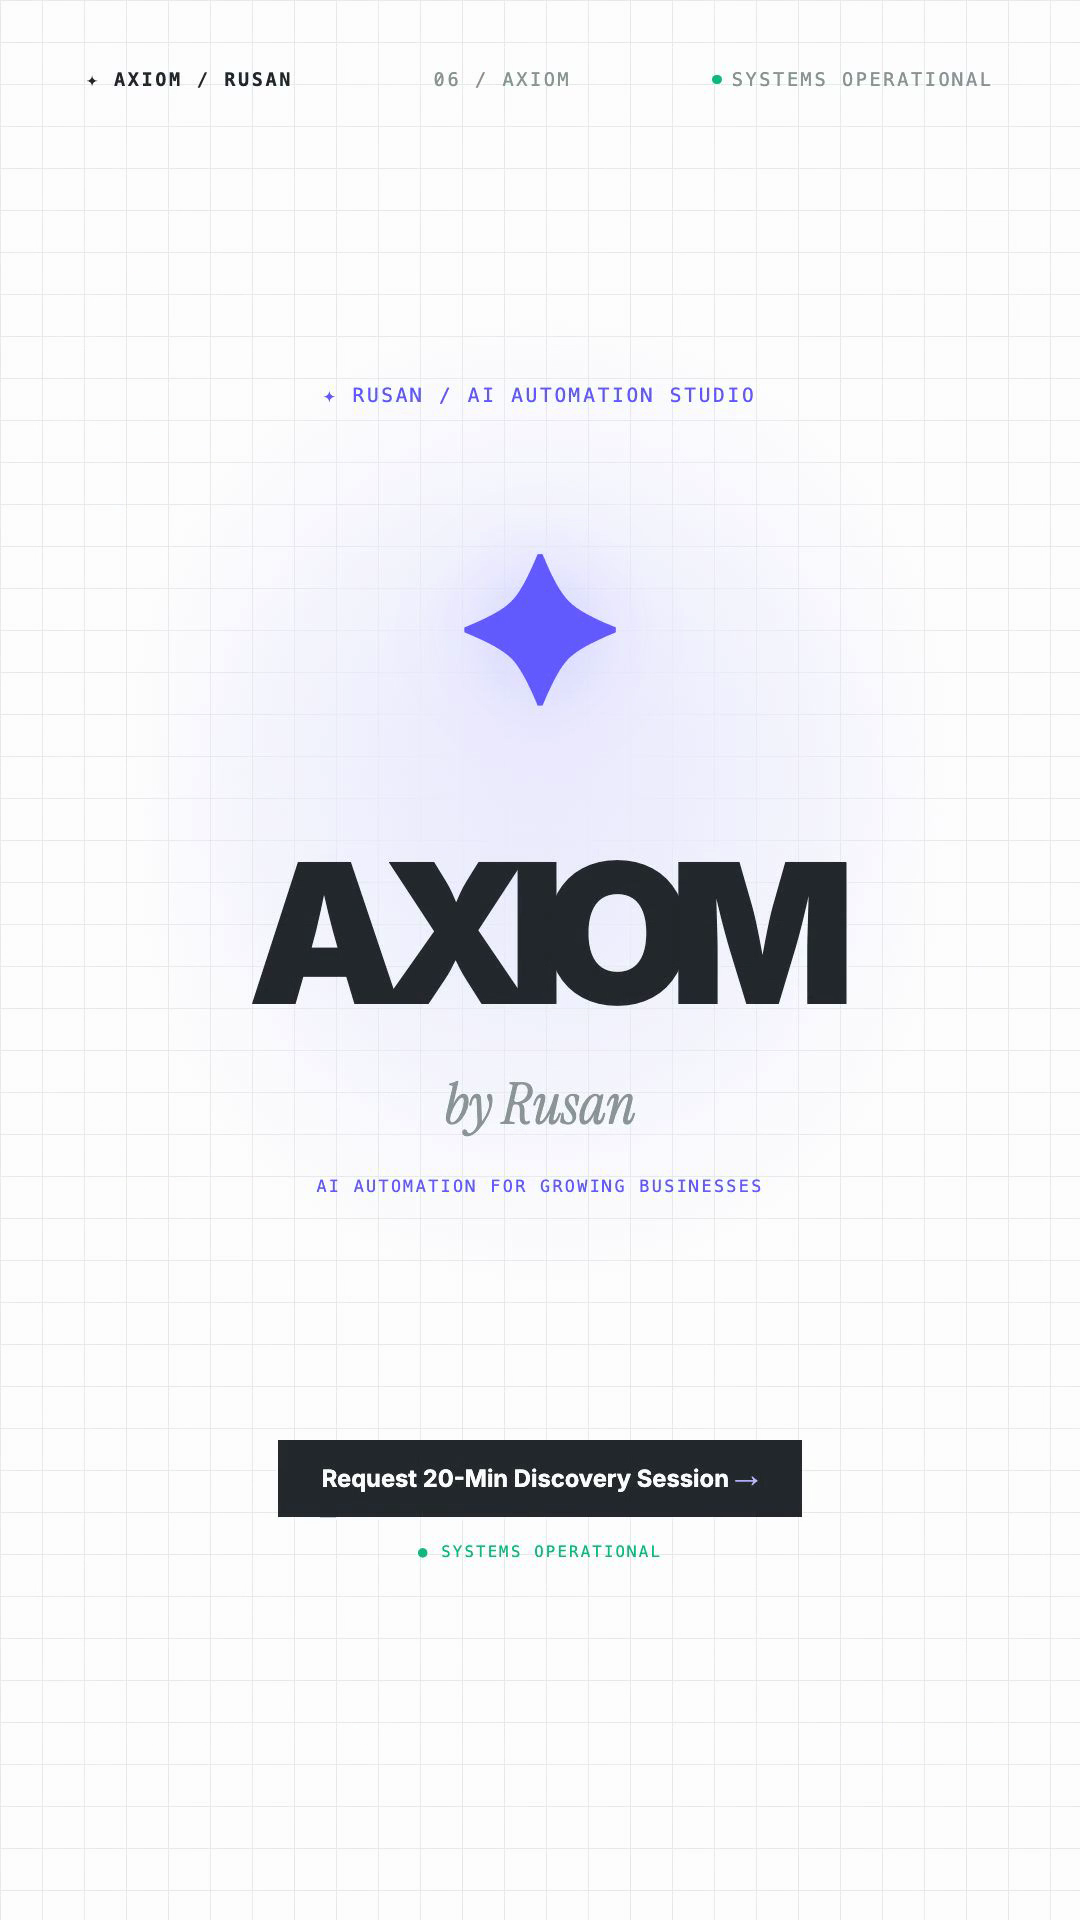 ✦ AXIOM / RUSAN
06 / AXIOM
● SYSTEMS OPERATIONAL
✦ RUSAN / AI AUTOMATION STUDIO
AXIOM
by Rusan
AI AUTOMATION FOR GROWING BUSINESSES
Request 20-Min Discovery Session →
● SYSTEMS OPERATIONAL